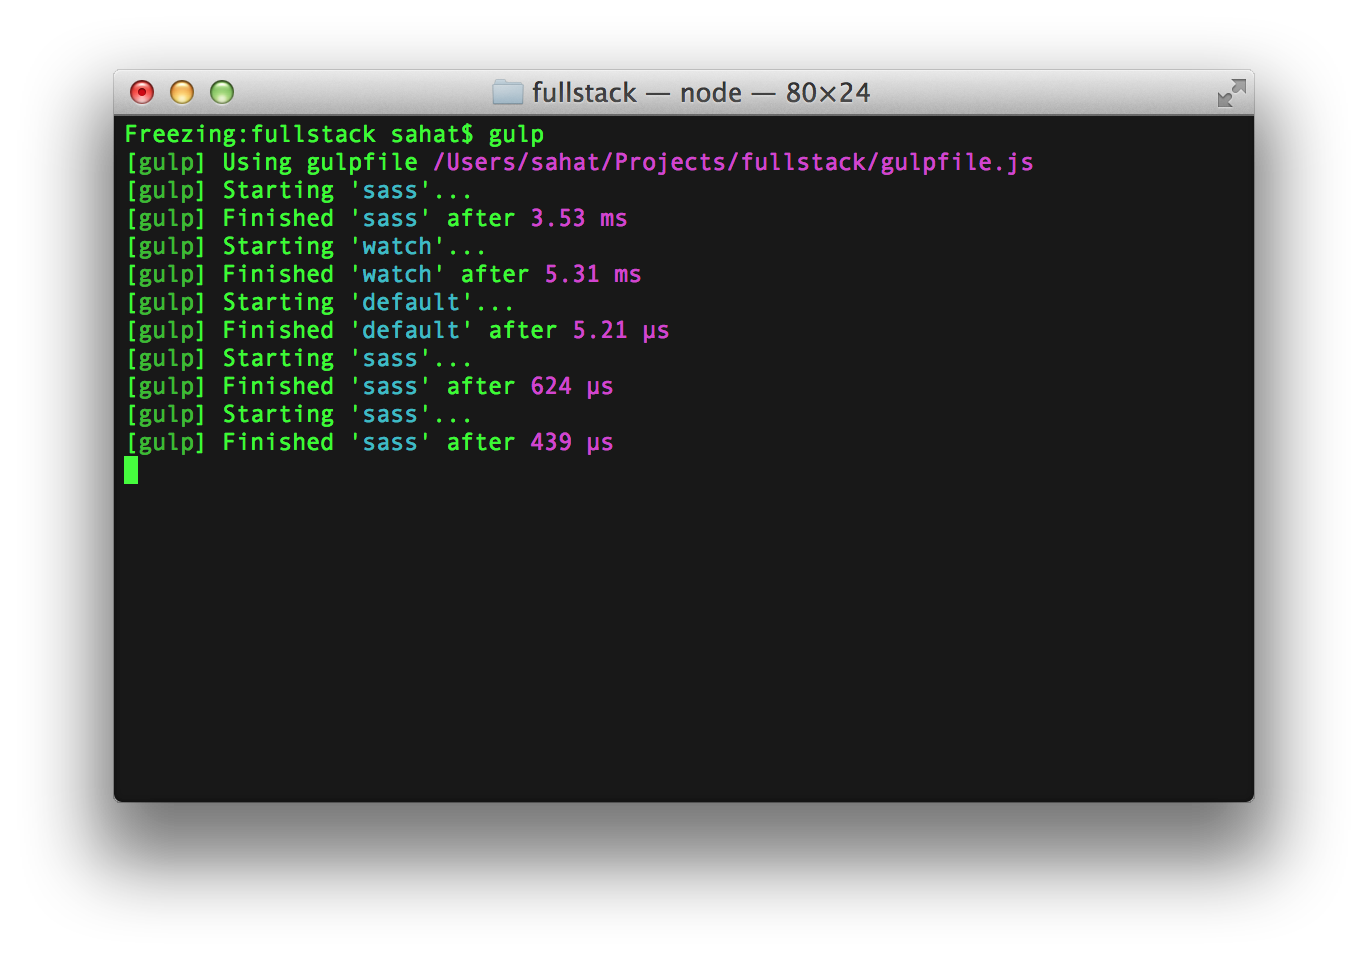 fullstack — node — 80×24
Freezing:fullstack sahat$ gulp
[gulp] Using gulpfile /Users/sahat/Projects/fullstack/gulpfile.js
[gulp] Starting 'sass'...
[gulp] Finished 'sass' after 3.53 ms
[gulp] Starting 'watch'...
[gulp] Finished 'watch' after 5.31 ms
[gulp] Starting 'default'...
[gulp] Finished 'default' after 5.21 μs
[gulp] Starting 'sass'...
[gulp] Finished 'sass' after 624 μs
[gulp] Starting 'sass'...
[gulp] Finished 'sass' after 439 μs